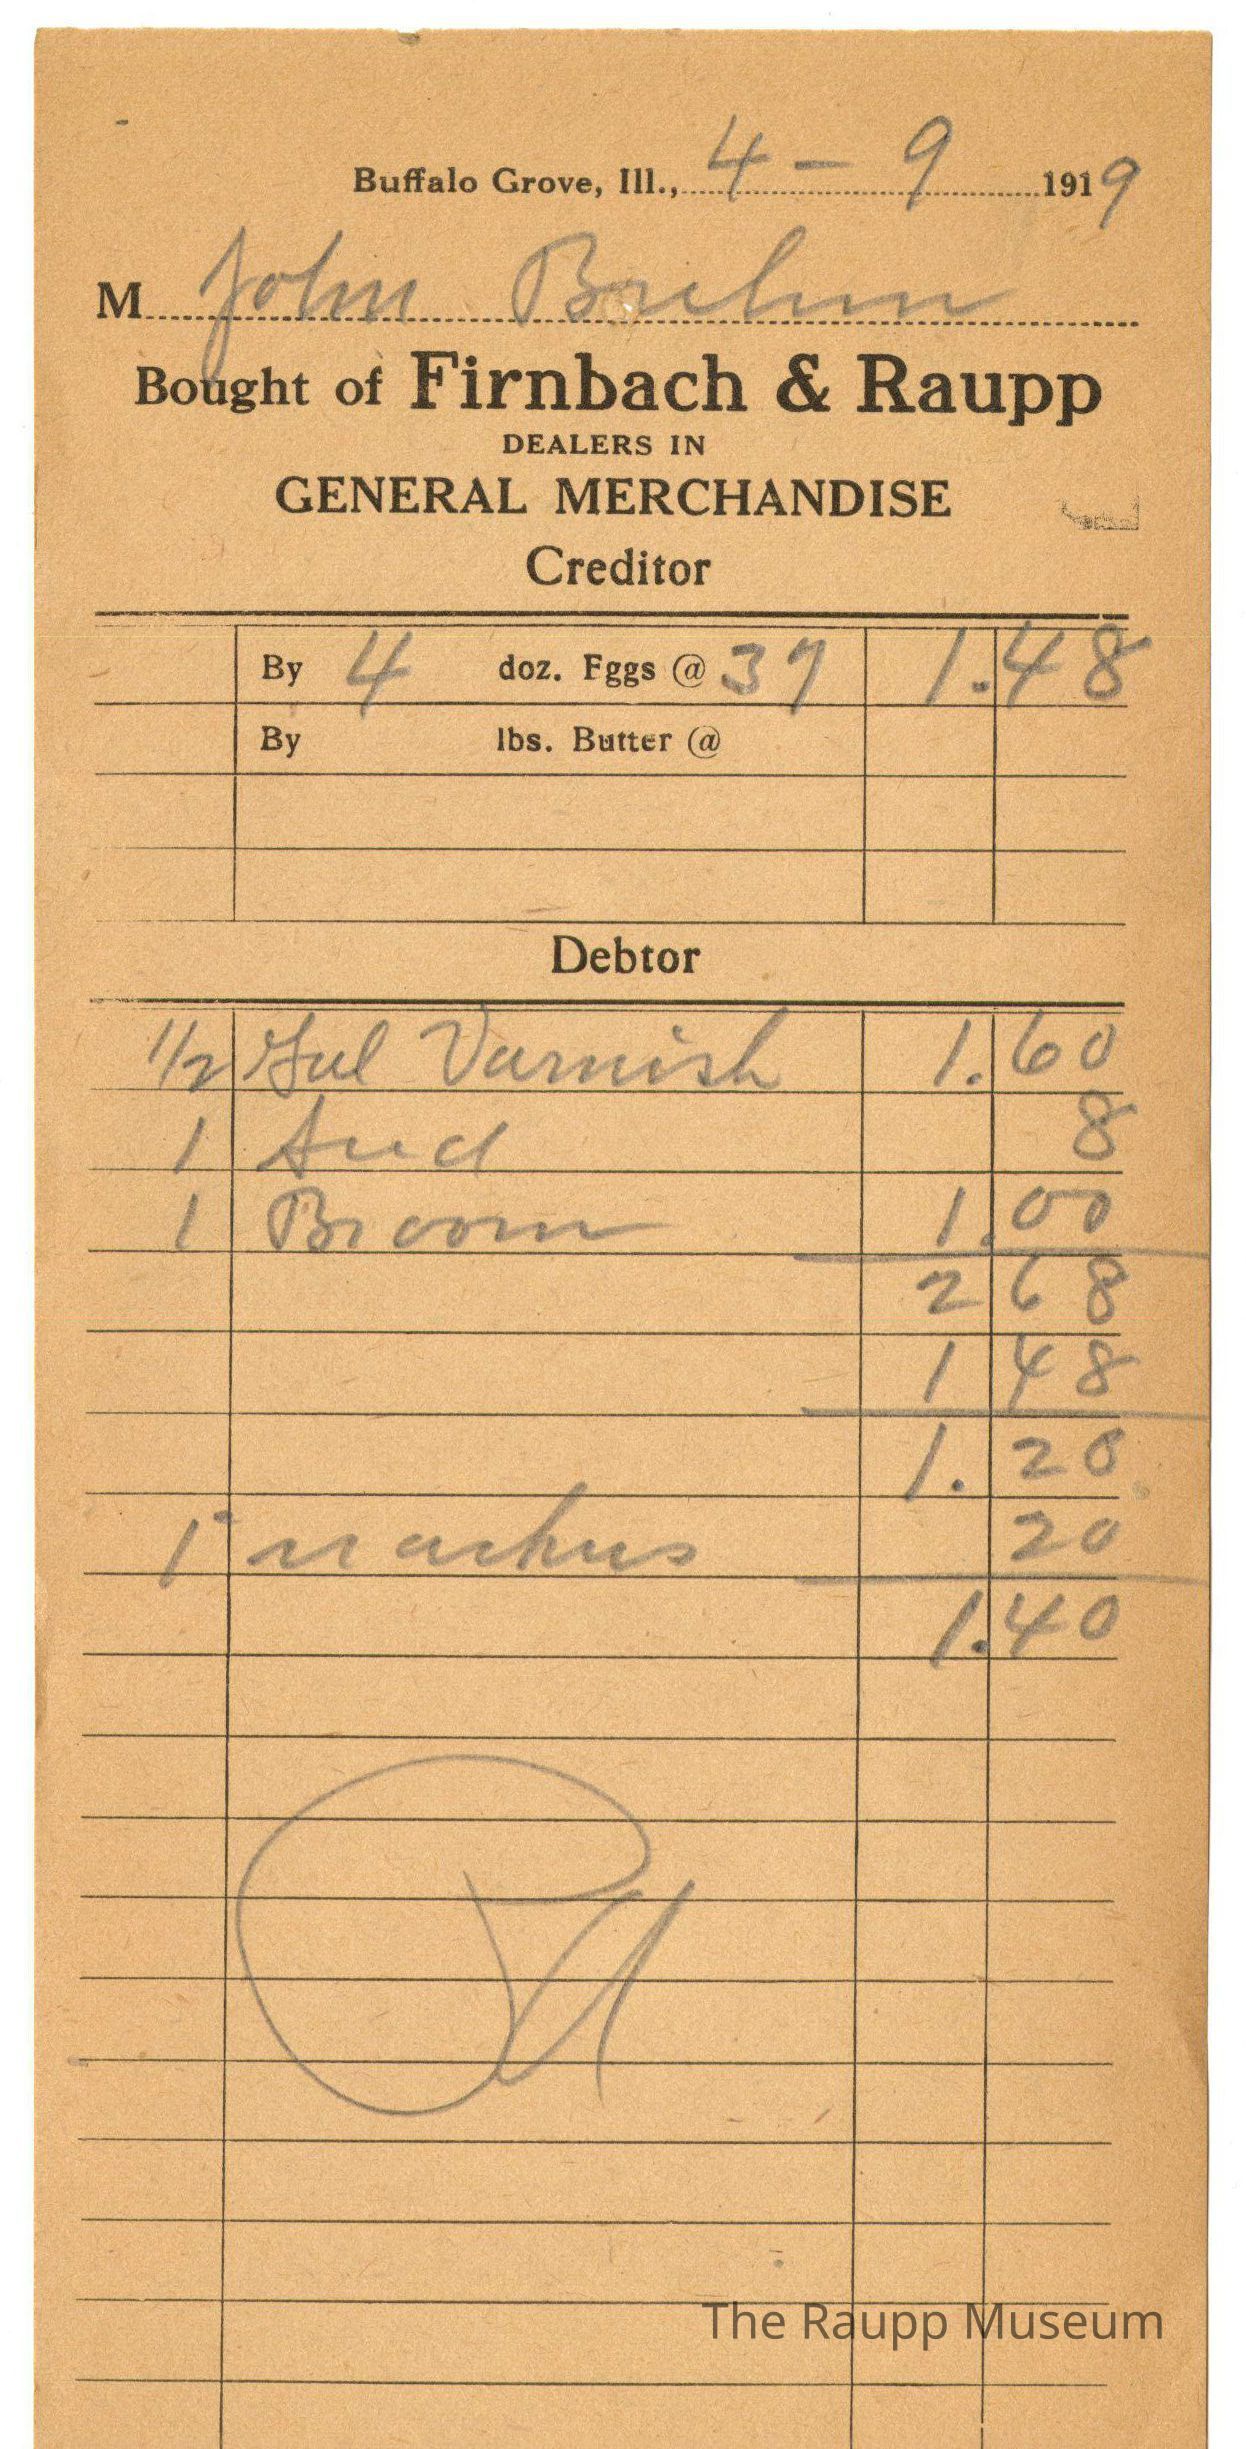 Buffalo Grove, Ill., 4 - 9 1919
M John Brehm
Bought of Firnbach & Raupp
DEALERS IN
GENERAL MERCHANDISE
Creditor
By 4 doz. Eggs @ 37 1.48
By lbs. Butter @
Debtor
1/2 Gal Varnish 1.60
1 8
1 Broom 1.00
2 68
1 48
1. 20
1 20
1.40
The Raupp Museum